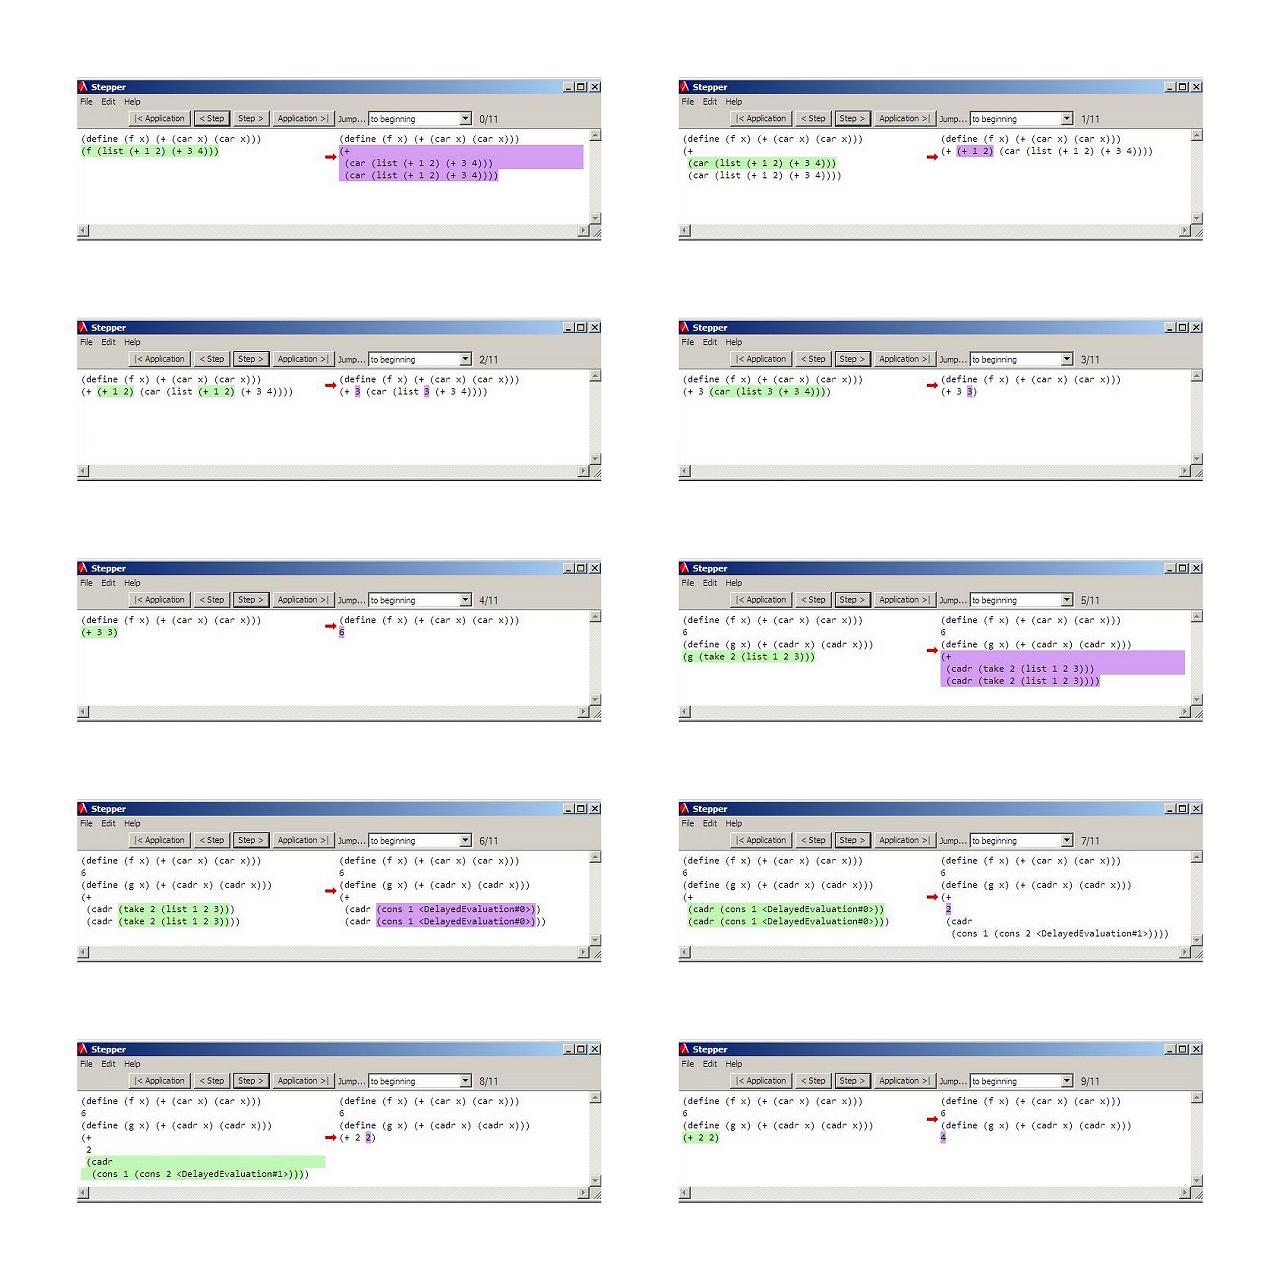 Stepper
File Edit Help
|< Application < Step Step > Application >| Jump... to beginning 0/11
(define (f x) (+ (car x) (car x)))
(f (list (+ 1 2) (+ 3 4)))
(define (f x) (+ (car x) (car x)))
(+
(car (list (+ 1 2) (+ 3 4)))
(car (list (+ 1 2) (+ 3 4))))
Stepper
File Edit Help
|< Application < Step Step > Application >| Jump... to beginning 1/11
(define (f x) (+ (car x) (car x)))
(+
(car (list (+ 1 2) (+ 3 4)))
(car (list (+ 1 2) (+ 3 4))))
(define (f x) (+ (car x) (car x)))
(+ (+ 1 2) (car (list (+ 1 2) (+ 3 4))))
Stepper
File Edit Help
|< Application < Step Step > Application >| Jump... to beginning 2/11
(define (f x) (+ (car x) (car x)))
(+ (+ 1 2) (car (list (+ 1 2) (+ 3 4))))
(define (f x) (+ (car x) (car x)))
(+ 3 (car (list 3 (+ 3 4))))
Stepper
File Edit Help
|< Application < Step Step > Application >| Jump... to beginning 3/11
(define (f x) (+ (car x) (car x)))
(+ 3 (car (list 3 (+ 3 4))))
(define (f x) (+ (car x) (car x)))
(+ 3 3)
Stepper
File Edit Help
|< Application < Step Step > Application >| Jump... to beginning 4/11
(define (f x) (+ (car x) (car x)))
(+ 3 3)
(define (f x) (+ (car x) (car x)))
6
Stepper
File Edit Help
|< Application < Step Step > Application >| Jump... to beginning 5/11
(define (f x) (+ (car x) (car x)))
6
(define (g x) (+ (cadr x) (cadr x)))
(g (take 2 (list 1 2 3)))
(define (f x) (+ (car x) (car x)))
6
(define (g x) (+ (cadr x) (cadr x)))
(+
(cadr (take 2 (list 1 2 3)))
(cadr (take 2 (list 1 2 3))))
Stepper
File Edit Help
|< Application < Step Step > Application >| Jump... to beginning 6/11
(define (f x) (+ (car x) (car x)))
6
(define (g x) (+ (cadr x) (cadr x)))
(+
(cadr (take 2 (list 1 2 3)))
(cadr (take 2 (list 1 2 3))))
(define (f x) (+ (car x) (car x)))
6
(define (g x) (+ (cadr x) (cadr x)))
(+
(cadr (cons 1 <DelayedEvaluation#0>))
(cadr (cons 1 <DelayedEvaluation#0>)))
Stepper
File Edit Help
|< Application < Step Step > Application >| Jump... to beginning 7/11
(define (f x) (+ (car x) (car x)))
6
(define (g x) (+ (cadr x) (cadr x)))
(+
(cadr (cons 1 <DelayedEvaluation#0>))
(cadr (cons 1 <DelayedEvaluation#0>)))
(define (f x) (+ (car x) (car x)))
6
(define (g x) (+ (cadr x) (cadr x)))
(+
2
(cadr
(cons 1 (cons 2 <DelayedEvaluation#1>))))
Stepper
File Edit Help
|< Application < Step Step > Application >| Jump... to beginning 8/11
(define (f x) (+ (car x) (car x)))
6
(define (g x) (+ (cadr x) (cadr x)))
(+
2
(cadr
(cons 1 (cons 2 <DelayedEvaluation#1>))))
(define (f x) (+ (car x) (car x)))
6
(define (g x) (+ (cadr x) (cadr x)))
(+ 2 2)
Stepper
File Edit Help
|< Application < Step Step > Application >| Jump... to beginning 9/11
(define (f x) (+ (car x) (car x)))
6
(define (g x) (+ (cadr x) (cadr x)))
(+ 2 2)
(define (f x) (+ (car x) (car x)))
6
(define (g x) (+ (cadr x) (cadr x)))
4